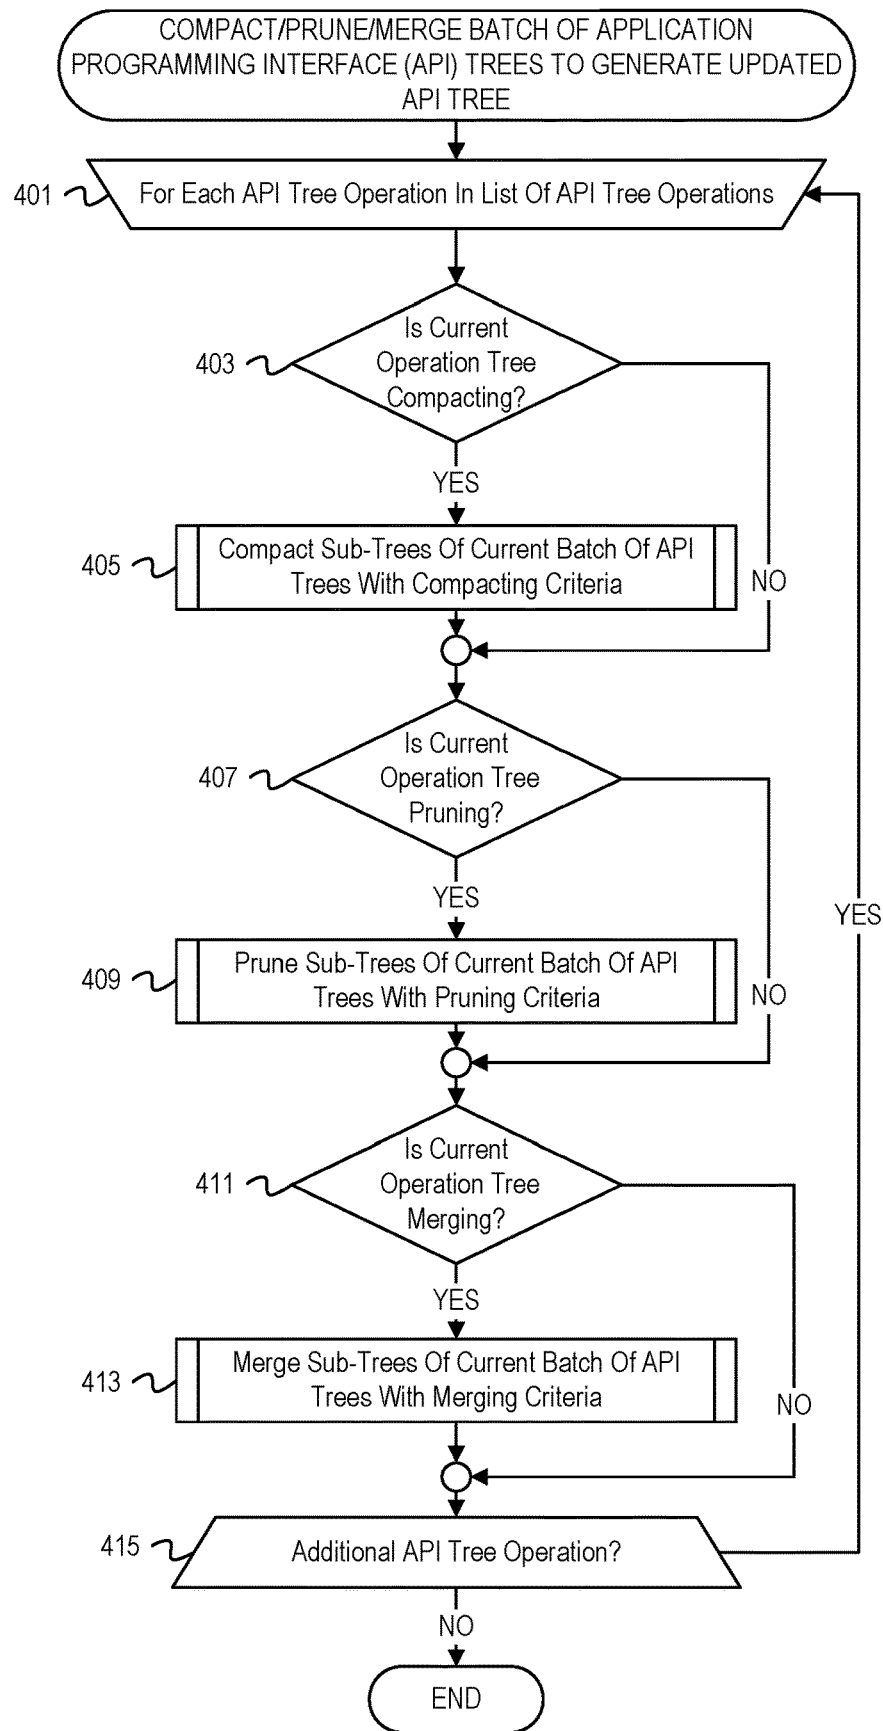 COMPACT/PRUNE/MERGE BATCH OF APPLICATION
PROGRAMMING INTERFACE (API) TREES TO GENERATE UPDATED
API TREE
401
For Each API Tree Operation In List Of API Tree Operations
Is Current
403
Operation Tree
Compacting?
YES
405
Compact Sub-Trees Of Current Batch Of API
Trees With Compacting Criteria
NO
Is Current
407
Operation Tree
Pruning?
YES
YES
409
Prune Sub-Trees Of Current Batch Of API
Trees With Pruning Criteria
NO
Is Current
411
Operation Tree
Merging?
YES
413
Merge Sub-Trees Of Current Batch Of API
Trees With Merging Criteria
NO
415
Additional API Tree Operation?
NO
END